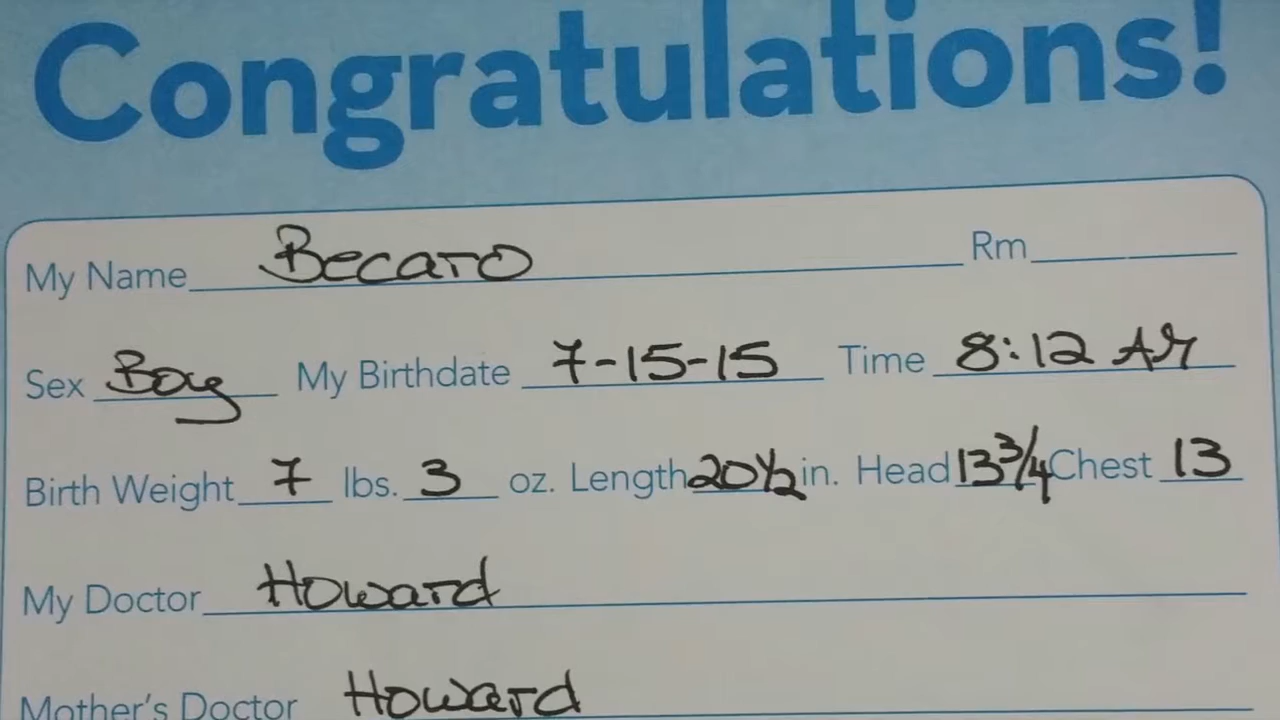 Congratulations!
My Name Becaro Rm
Sex Boy My Birthdate 7-15-15 Time 8:12 AM
Birth Weight 7 lbs. 3 oz. Length 20½ in. Head 13¾ Chest 13
My Doctor Howard
Mother's Doctor Howard